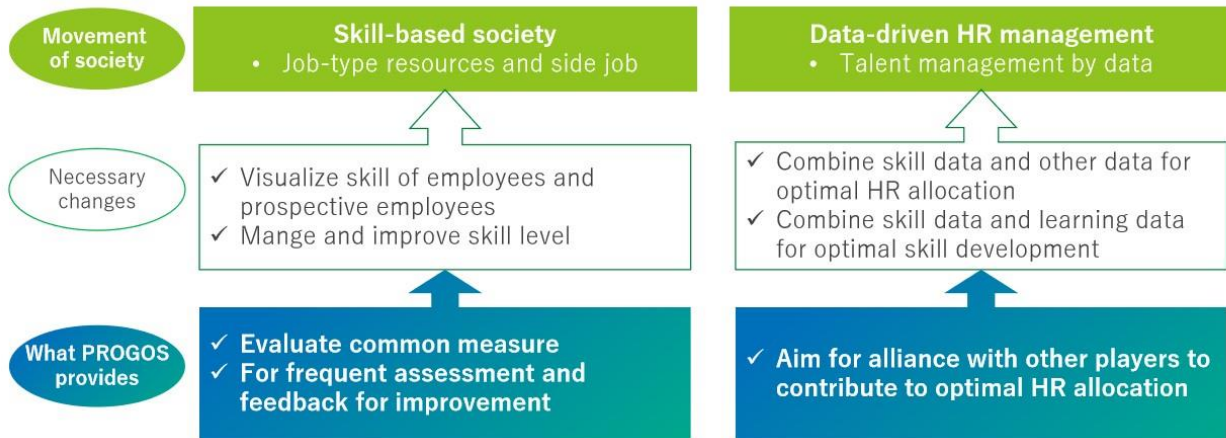 Movement
of society
Skill-based society
• Job-type resources and side job
Data-driven HR management
• Talent management by data
Necessary
changes
✓ Visualize skill of employees and
prospective employees
✓ Mange and improve skill level
✓ Combine skill data and other data for
optimal HR allocation
✓ Combine skill data and learning data
for optimal skill development
What PROGOS
provides
✓ Evaluate common measure
✓ For frequent assessment and
feedback for improvement
✓ Aim for alliance with other players to
contribute to optimal HR allocation